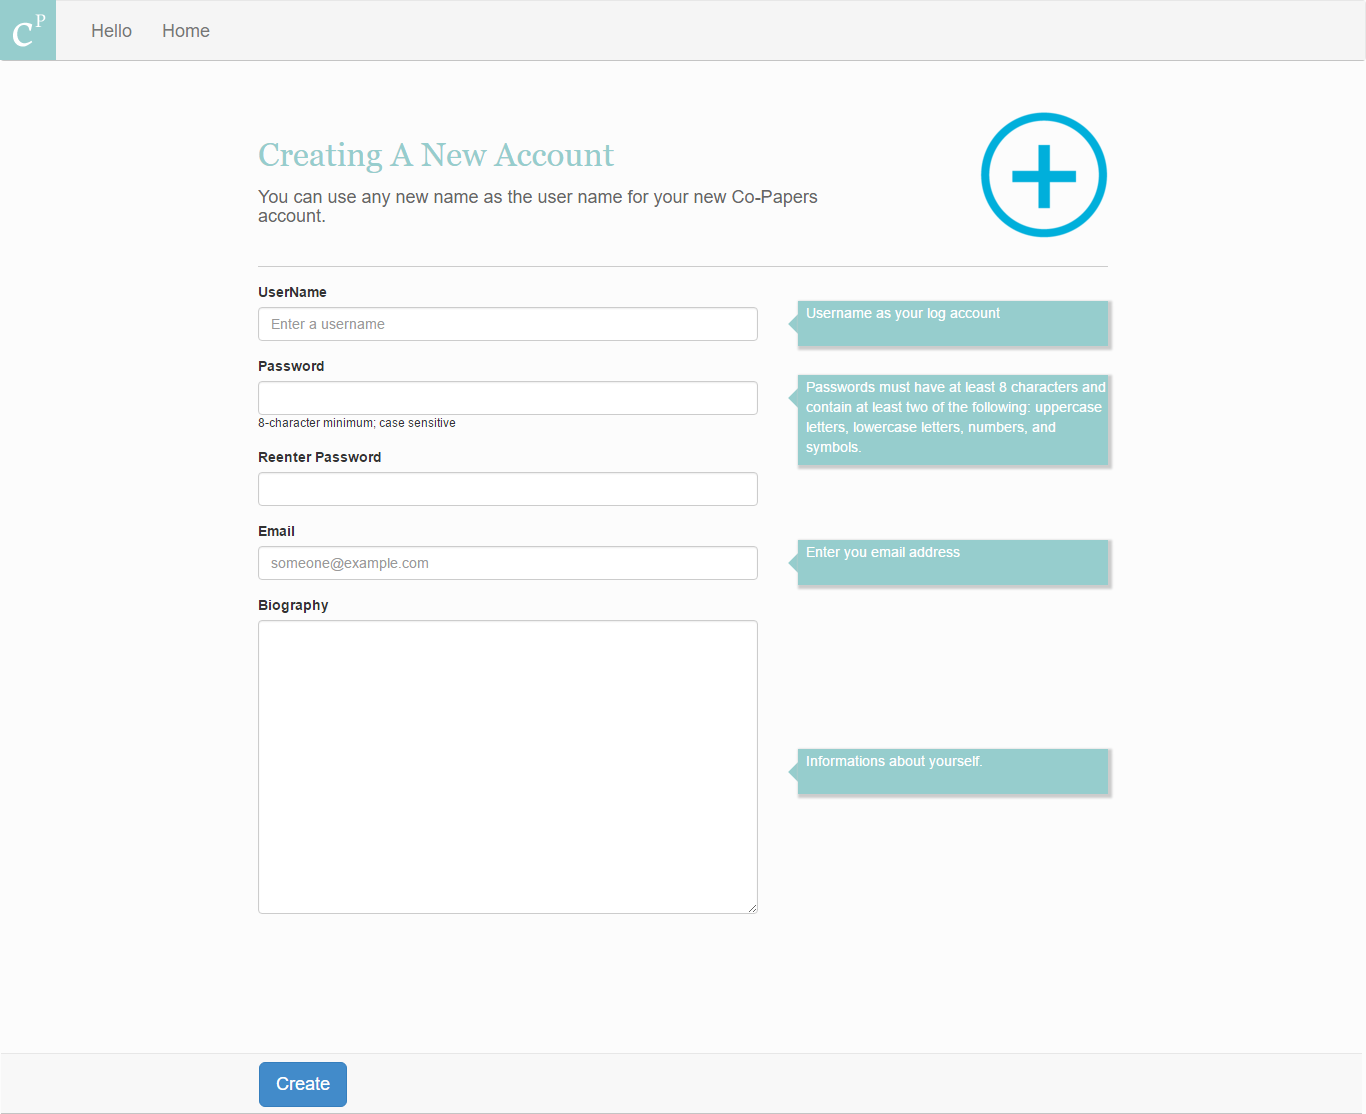 CP
Hello Home
Creating A New Account
You can use any new name as the user name for your new Co-Papers
account.
UserName
Enter a username
Username as your log account
Password
8-character minimum; case sensitive
Passwords must have at least 8 characters and
contain at least two of the following: uppercase
letters, lowercase letters, numbers, and
symbols.
Reenter Password
Email
someone@example.com
Enter you email address
Biography
Informations about yourself.
Create